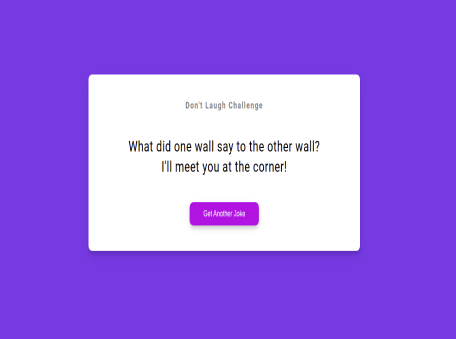 Don't Laugh Challenge
What did one wall say to the other wall?
I'll meet you at the corner!
Get Another Joke